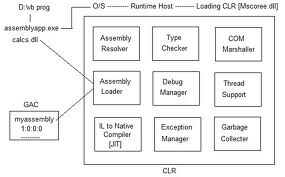 D:\vb prog
O/S --------- Runtime Host ------- Loading CLR [Mscoree.dll]
assemblyapp.exe
calcs.dll
Assembly
Resolver
Type
Checker
COM
Marshaller
Assembly
Loader
Debug
Manager
Thread
Support
GAC
myassembly
1:0:0:0
---------
IL to Native
Compiler
[JIT]
Exception
Manager
Garbage
Collecter
CLR